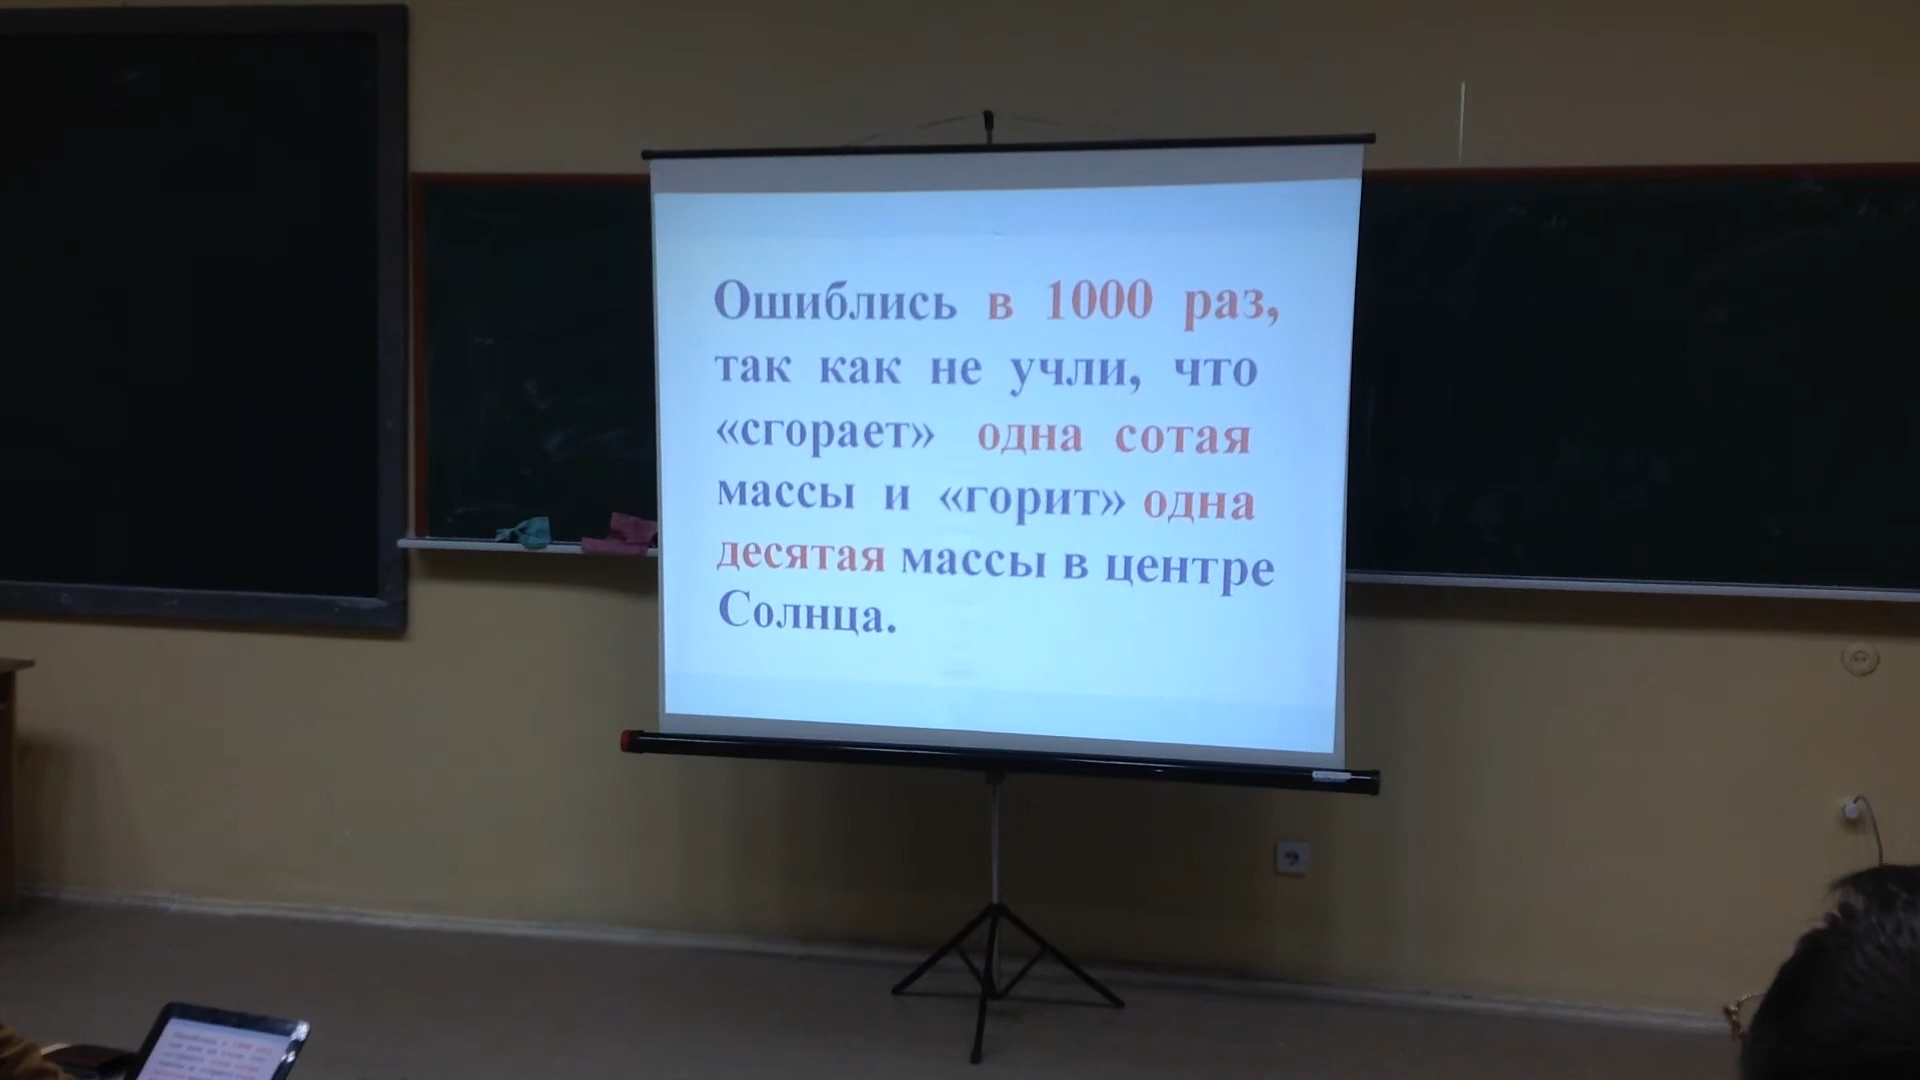 Ошиблись в 1000 раз,
так как не учли, что
«сгорает» одна сотая
массы и «горит» одна
десятая массы в центре
Солнца.